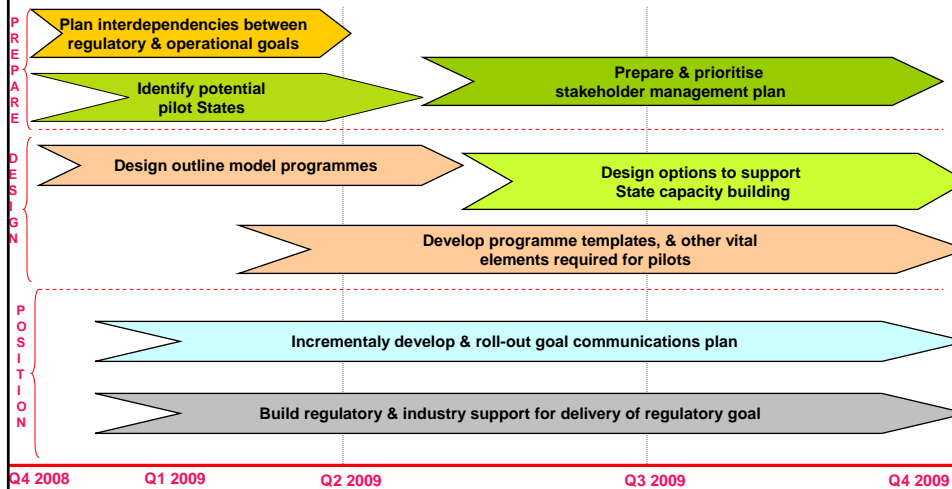 PREPARE
Plan interdependencies between
regulatory & operational goals
Identify potential
pilot States
Prepare & prioritise
stakeholder management plan
DESIGN
Design outline model programmes
Design options to support
State capacity building
Develop programme templates, & other vital
elements required for pilots
POSITION
Incrementaly develop & roll-out goal communications plan
Build regulatory & industry support for delivery of regulatory goal
Q4 2008 Q1 2009 Q2 2009 Q3 2009 Q4 2009